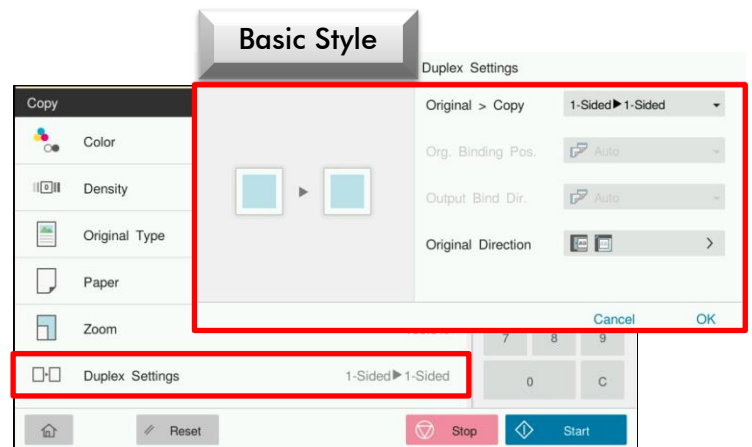 Basic Style
Duplex Settings
Copy
Original > Copy 1-Sided▶1-Sided
Color
Org. Binding Pos. Auto
Density
Output Bind Dir. Auto
Original Type
Original Direction
Paper
Cancel OK
Zoom
7 8 9
Duplex Settings 1-Sided▶1-Sided
0 C
Reset Stop Start